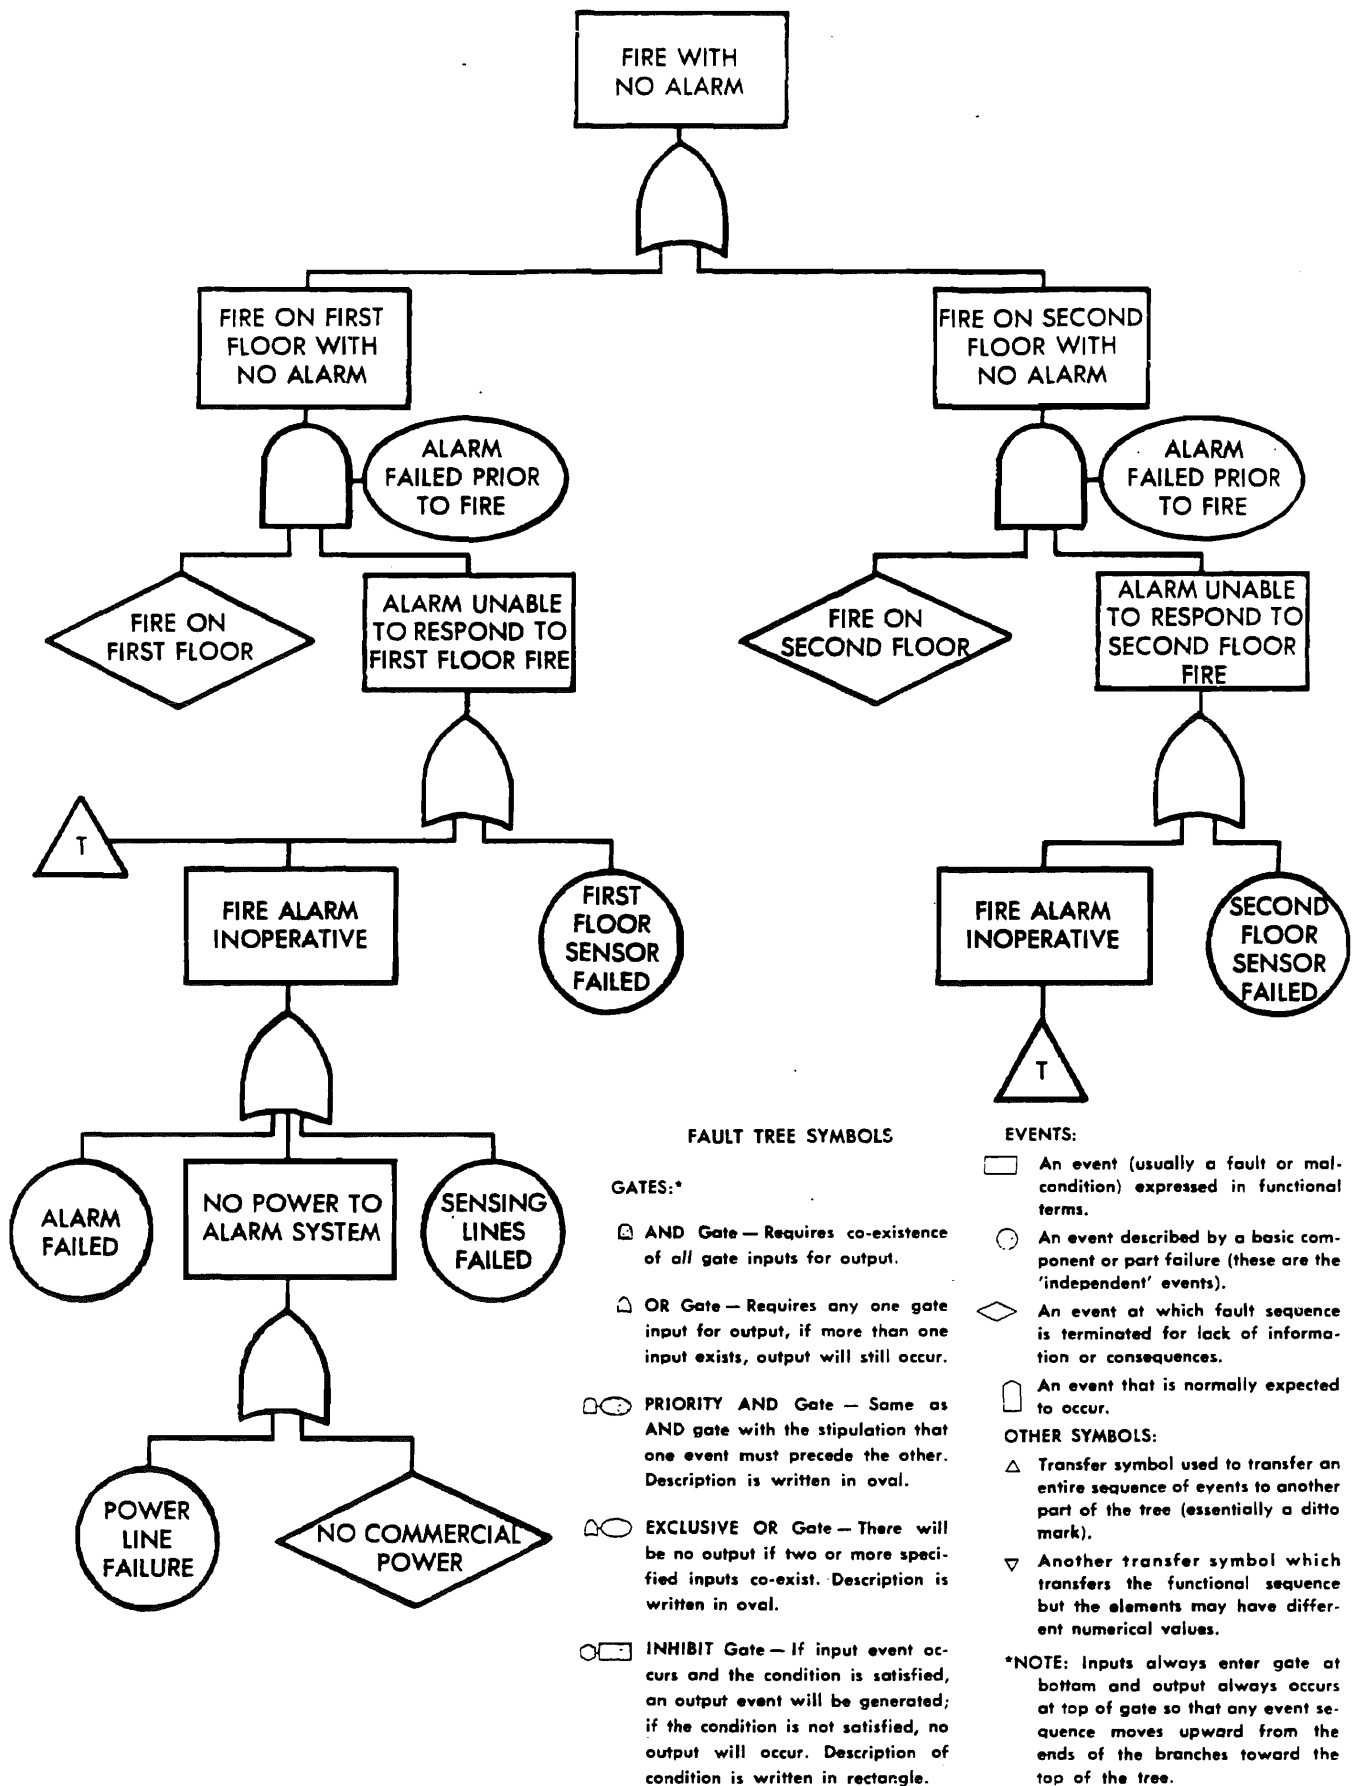 FIRE WITH
NO ALARM
FIRE ON FIRST
FLOOR WITH
NO ALARM
FIRE ON SECOND
FLOOR WITH
NO ALARM
ALARM
FAILED PRIOR
TO FIRE
ALARM
FAILED PRIOR
TO FIRE
FIRE ON
FIRST FLOOR
ALARM UNABLE
TO RESPOND TO
FIRST FLOOR FIRE
FIRE ON
SECOND FLOOR
ALARM UNABLE
TO RESPOND TO
SECOND FLOOR
FIRE
T
FIRE ALARM
INOPERATIVE
FIRST
FLOOR
SENSOR
FAILED
FIRE ALARM
INOPERATIVE
SECOND
FLOOR
SENSOR
FAILED
T
ALARM
FAILED
NO POWER TO
ALARM SYSTEM
SENSING
LINES
FAILED
POWER
LINE
FAILURE
NO COMMERCIAL
POWER
FAULT TREE SYMBOLS
GATES:*
AND Gate — Requires co-existence
of all gate inputs for output.
OR Gate — Requires any one gate
input for output, if more than one
input exists, output will still occur.
PRIORITY AND Gate — Same as
AND gate with the stipulation that
one event must precede the other.
Description is written in oval.
EXCLUSIVE OR Gate — There will
be no output if two or more speci-
fied inputs co-exist. Description is
written in oval.
INHIBIT Gate — If input event oc-
curs and the condition is satisfied,
an output event will be generated;
if the condition is not satisfied, no
output will occur. Description of
condition is written in rectangle.
EVENTS:
An event (usually a fault or mal-
condition) expressed in functional
terms.
An event described by a basic com-
ponent or part failure (these are the
'independent' events).
An event at which fault sequence
is terminated for lack of informa-
tion or consequences.
An event that is normally expected
to occur.
OTHER SYMBOLS:
Transfer symbol used to transfer an
entire sequence of events to another
part of the tree (essentially a ditto
mark).
Another transfer symbol which
transfers the functional sequence
but the elements may have differ-
ent numerical values.
*NOTE: Inputs always enter gate at
bottom and output always occurs
at top of gate so that any event se-
quence moves upward from the
ends of the branches toward the
top of the tree.